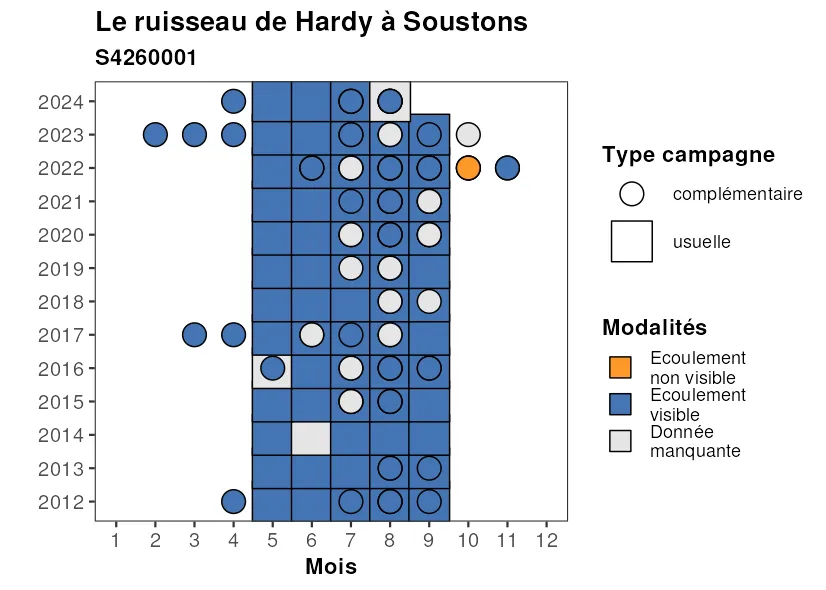 Le ruisseau de Hardy à Soustons
S4260001
2024
2023
2022
2021
2020
2019
2018
2017
2016
2015
2014
2013
2012
1 2 3 4 5 6 7 8 9 10 11 12
Mois
Type campagne
complémentaire
usuelle
Modalités
Ecoulement
non visible
Ecoulement
visible
Donnée
manquante